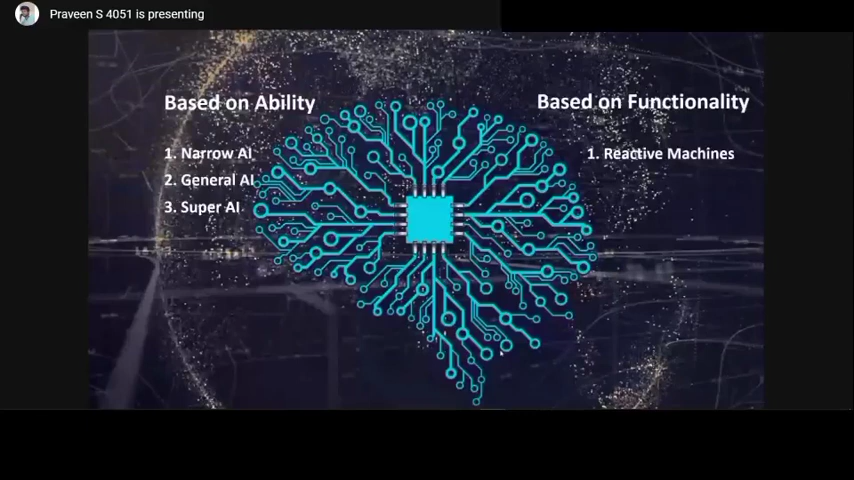 Praveen S 4051 is presenting
Based on Ability
1. Narrow AI
2. General AI
3. Super AI
Based on Functionality
1. Reactive Machines